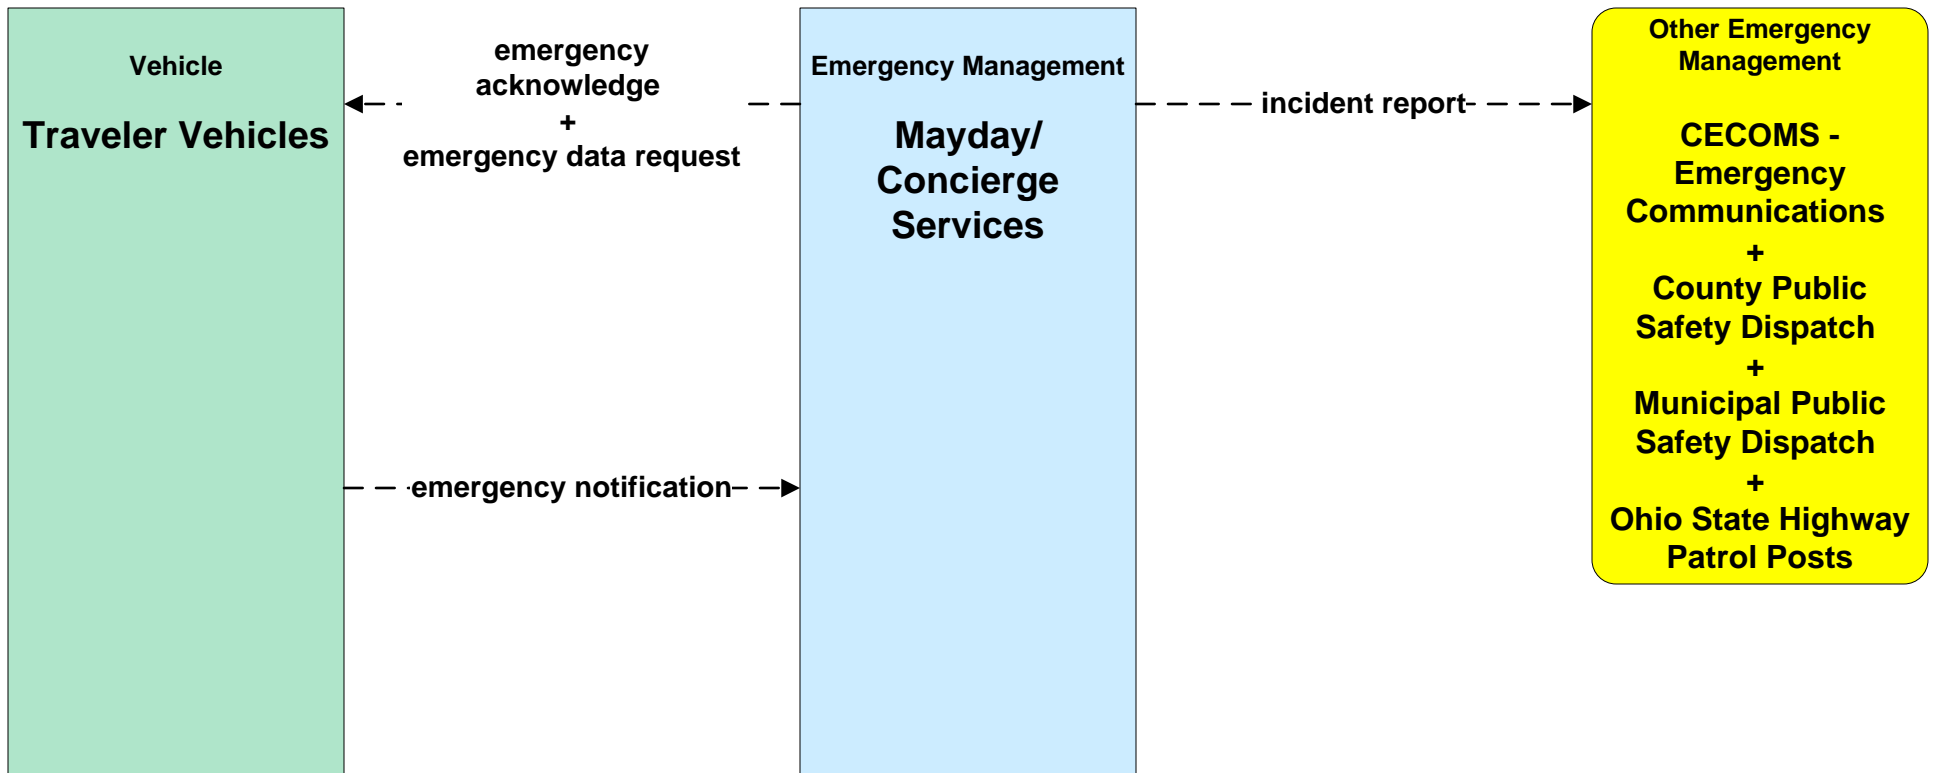 Vehicle
Traveler Vehicles
emergency
acknowledge
+
emergency data request
emergency notification
Emergency Management
Mayday/
Concierge
Services
incident report
Other Emergency
Management
CECOMS -
Emergency
Communications
+
County Public
Safety Dispatch
+
Municipal Public
Safety Dispatch
+
Ohio State Highway
Patrol Posts